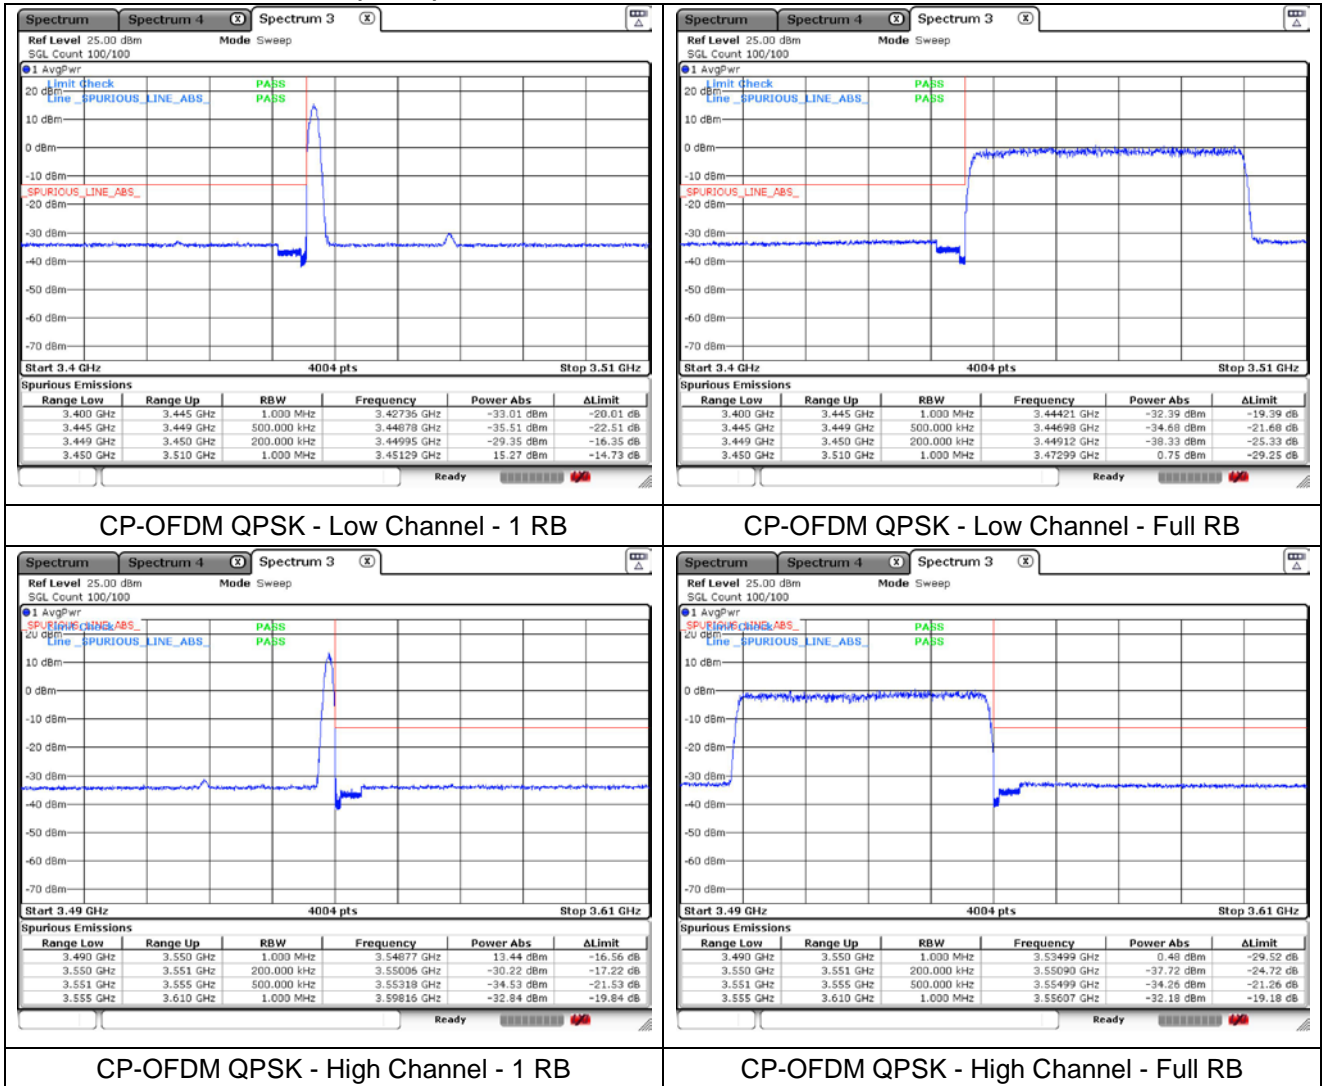 Spectrum Spectrum 4 Spectrum 3
Ref Level 25.00 dBm Mode Sweep
SGL Count 100/100
1 AvgPwr
Limit Check PASS
20 dBm
Line _SPURIOUS_LINE_ABS_ PASS
10 dBm
0 dBm
-10 dBm
_SPURIOUS_LINE_ABS_
-20 dBm
-30 dBm
-40 dBm
-50 dBm
-60 dBm
-70 dBm
Start 3.4 GHz 4004 pts Stop 3.51 GHz
Spurious Emissions
Range Low Range Up RBW Frequency Power Abs ΔLimit
3.400 GHz 3.445 GHz 1.000 MHz 3.42736 GHz -33.01 dBm -20.01 dB
3.445 GHz 3.449 GHz 500.000 kHz 3.44878 GHz -35.51 dBm -22.51 dB
3.449 GHz 3.450 GHz 200.000 kHz 3.44995 GHz -29.35 dBm -16.35 dB
3.450 GHz 3.510 GHz 1.000 MHz 3.45129 GHz 15.27 dBm -14.73 dB
Ready
CP-OFDM QPSK - Low Channel - 1 RB
Spectrum Spectrum 4 Spectrum 3
Ref Level 25.00 dBm Mode Sweep
SGL Count 100/100
1 AvgPwr
Limit Check PASS
20 dBm
Line _SPURIOUS_LINE_ABS_ PASS
10 dBm
0 dBm
-10 dBm
_SPURIOUS_LINE_ABS_
-20 dBm
-30 dBm
-40 dBm
-50 dBm
-60 dBm
-70 dBm
Start 3.4 GHz 4004 pts Stop 3.51 GHz
Spurious Emissions
Range Low Range Up RBW Frequency Power Abs ΔLimit
3.400 GHz 3.445 GHz 1.000 MHz 3.44421 GHz -32.39 dBm -19.39 dB
3.445 GHz 3.449 GHz 500.000 kHz 3.44698 GHz -34.68 dBm -21.68 dB
3.449 GHz 3.450 GHz 200.000 kHz 3.44912 GHz -38.33 dBm -25.33 dB
3.450 GHz 3.510 GHz 1.000 MHz 3.47299 GHz 0.75 dBm -29.25 dB
Ready
CP-OFDM QPSK - Low Channel - Full RB
Spectrum Spectrum 4 Spectrum 3
Ref Level 25.00 dBm Mode Sweep
SGL Count 100/100
1 AvgPwr
_SPURIOUS_LINE_ABS_
Limit Check PASS
20 dBm
Line _SPURIOUS_LINE_ABS_ PASS
10 dBm
0 dBm
-10 dBm
-20 dBm
-30 dBm
-40 dBm
-50 dBm
-60 dBm
-70 dBm
Start 3.49 GHz 4004 pts Stop 3.61 GHz
Spurious Emissions
Range Low Range Up RBW Frequency Power Abs ΔLimit
3.490 GHz 3.550 GHz 1.000 MHz 3.54877 GHz 13.44 dBm -16.56 dB
3.550 GHz 3.551 GHz 200.000 kHz 3.55006 GHz -30.22 dBm -17.22 dB
3.551 GHz 3.555 GHz 500.000 kHz 3.55318 GHz -34.53 dBm -21.53 dB
3.555 GHz 3.610 GHz 1.000 MHz 3.59816 GHz -32.84 dBm -19.84 dB
Ready
CP-OFDM QPSK - High Channel - 1 RB
Spectrum Spectrum 4 Spectrum 3
Ref Level 25.00 dBm Mode Sweep
SGL Count 100/100
1 AvgPwr
_SPURIOUS_LINE_ABS_
Limit Check PASS
20 dBm
Line _SPURIOUS_LINE_ABS_ PASS
10 dBm
0 dBm
-10 dBm
-20 dBm
-30 dBm
-40 dBm
-50 dBm
-60 dBm
-70 dBm
Start 3.49 GHz 4004 pts Stop 3.61 GHz
Spurious Emissions
Range Low Range Up RBW Frequency Power Abs ΔLimit
3.490 GHz 3.550 GHz 1.000 MHz 3.53499 GHz 0.48 dBm -29.52 dB
3.550 GHz 3.551 GHz 200.000 kHz 3.55090 GHz -37.72 dBm -24.72 dB
3.551 GHz 3.555 GHz 500.000 kHz 3.55499 GHz -34.26 dBm -21.26 dB
3.555 GHz 3.610 GHz 1.000 MHz 3.55607 GHz -32.18 dBm -19.18 dB
Ready
CP-OFDM QPSK - High Channel - Full RB